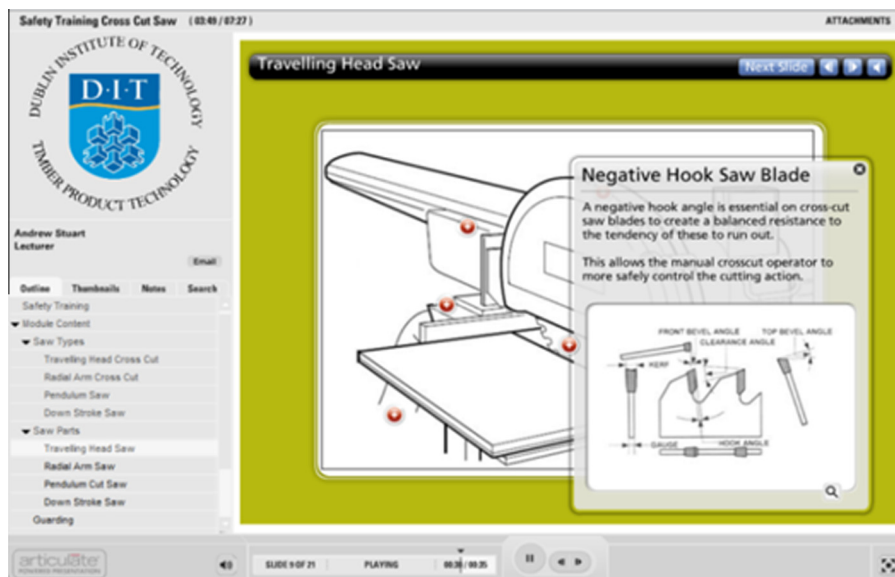 Safety Training Cross Cut Saw ( 03:49 / 07:27 )
ATTACHMENTS
DUBLIN INSTITUTE OF TECHNOLOGY
D·I·T
TIMBER PRODUCT TECHNOLOGY
Andrew Stuart
Lecturer
Email
Outline Thumbnails Notes Search
Safety Training
Module Content
Saw Types
Travelling Head Cross Cut
Radial Arm Cross Cut
Pendulum Saw
Down Stroke Saw
Saw Parts
Travelling Head Saw
Radial Arm Saw
Pendulum Cut Saw
Down Stroke Saw
Guarding
Travelling Head Saw
Next Slide
Negative Hook Saw Blade
A negative hook angle is essential on cross-cut
saw blades to create a balanced resistance to
the tendency of these to run out.
This allows the manual crosscut operator to
more safely control the cutting action.
FRONT BEVEL ANGLE TOP BEVEL ANGLE
CLEARANCE ANGLE
KERF
GAUGE HOOK ANGLE
articulate
POWERED PRESENTATIONS
SLIDE 9 OF 21 PLAYING / 00:35